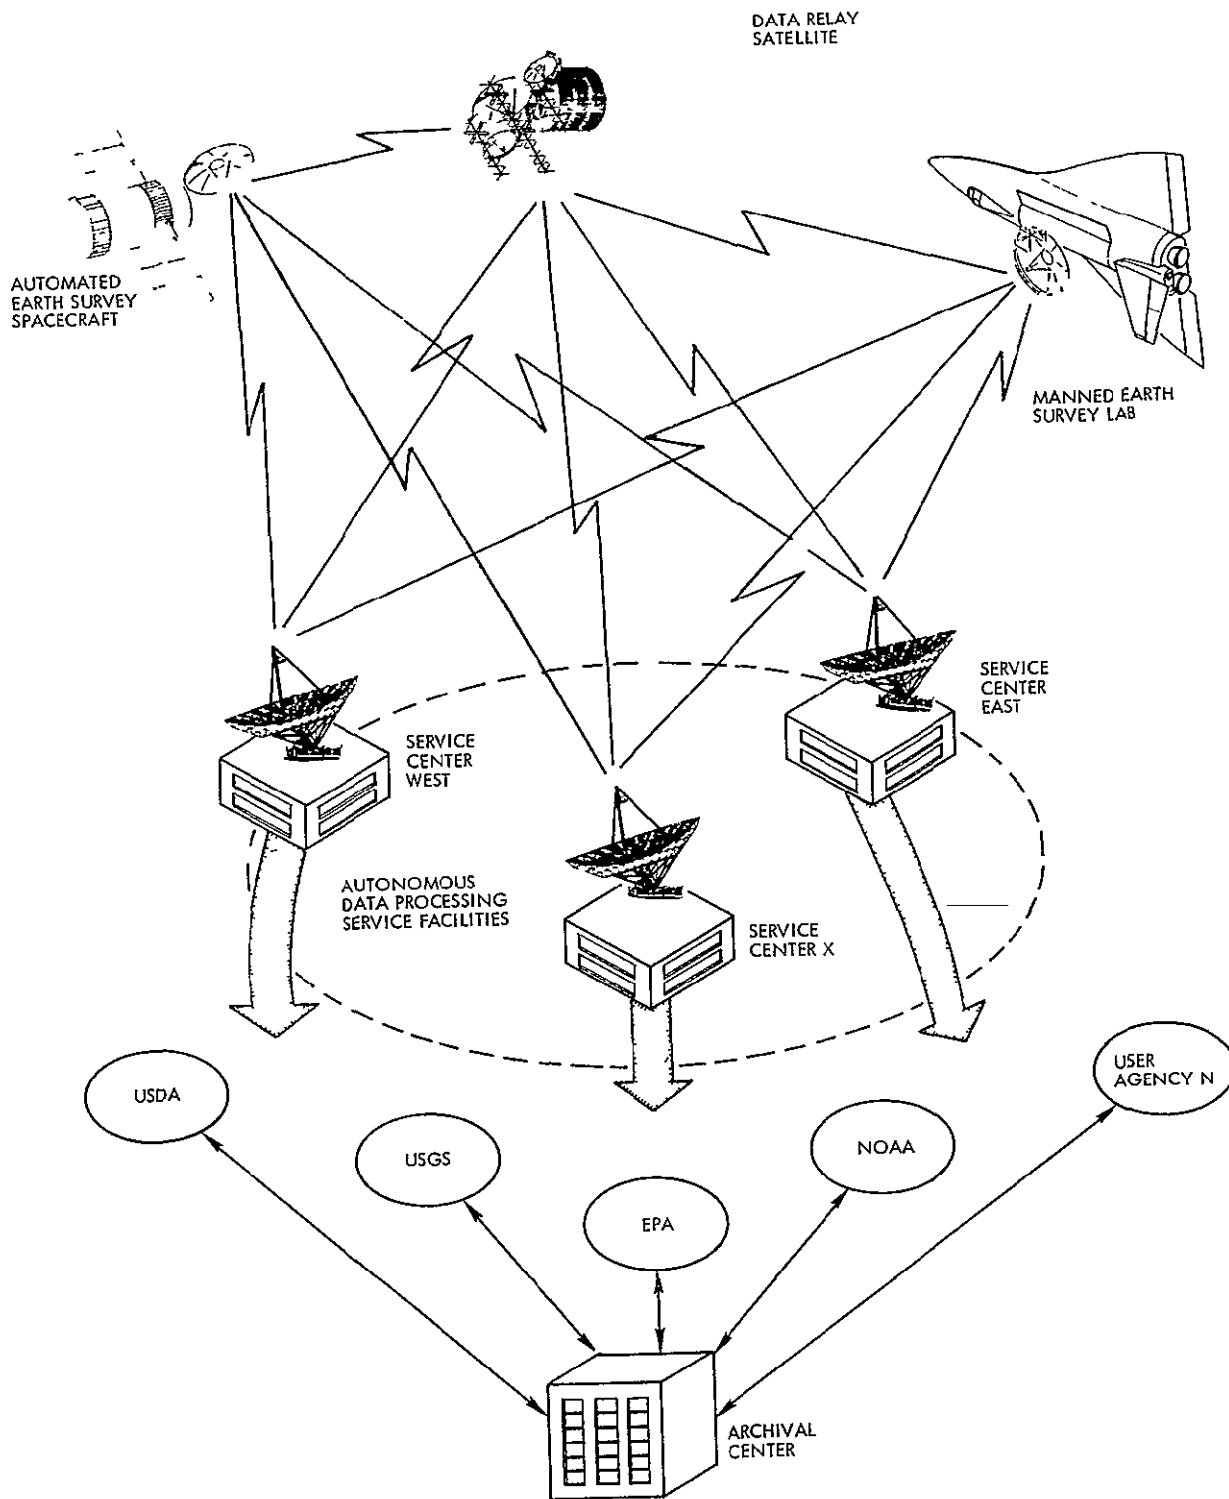 DATA RELAY
SATELLITE
AUTOMATED
EARTH SURVEY
SPACECRAFT
MANNED EARTH
SURVEY LAB
SERVICE
CENTER
EAST
SERVICE
CENTER
WEST
AUTONOMOUS
DATA PROCESSING
SERVICE FACILITIES
SERVICE
CENTER X
USER
AGENCY N
USDA
USGS
NOAA
EPA
ARCHIVAL
CENTER